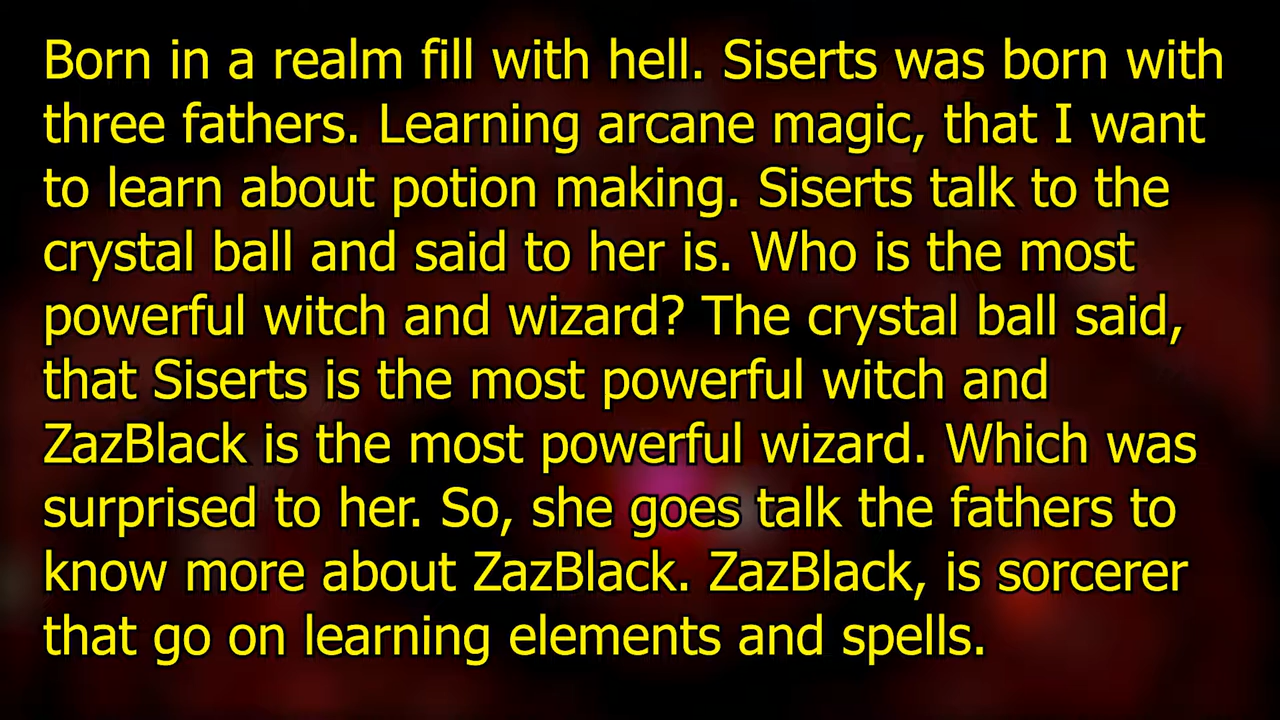 Born in a realm fill with hell. Siserts was born with
three fathers. Learning arcane magic, that I want
to learn about potion making. Siserts talk to the
crystal ball and said to her is. Who is the most
powerful witch and wizard? The crystal ball said,
that Siserts is the most powerful witch and
ZazBlack is the most powerful wizard. Which was
surprised to her. So, she goes talk the fathers to
know more about ZazBlack. ZazBlack, is sorcerer
that go on learning elements and spells.